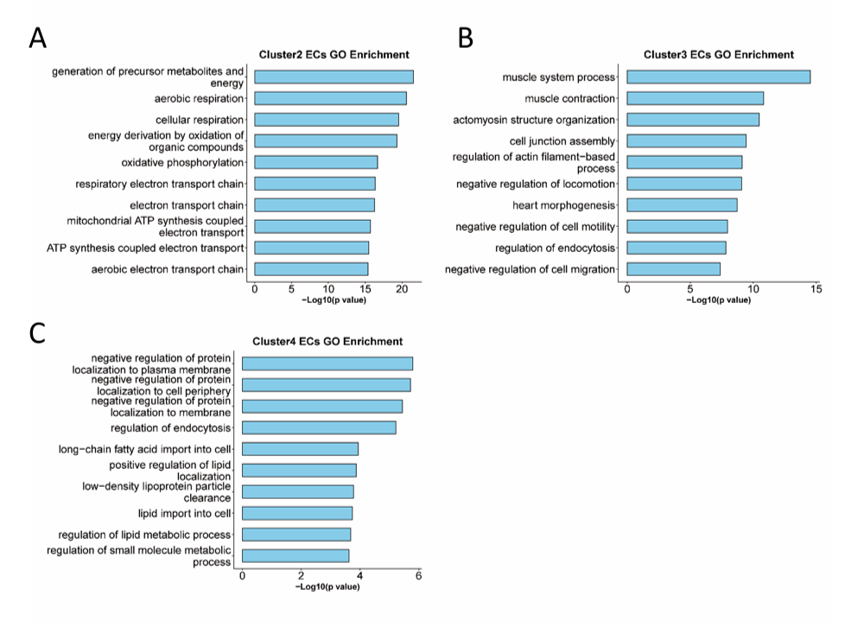 A
Cluster2 ECs GO Enrichment
generation of precursor metabolites and
energy
aerobic respiration
cellular respiration
energy derivation by oxidation of
organic compounds
oxidative phosphorylation
respiratory electron transport chain
electron transport chain
mitochondrial ATP synthesis coupled
electron transport
ATP synthesis coupled electron transport
aerobic electron transport chain
0 5 10 15 20
−Log10(p value)
B
Cluster3 ECs GO Enrichment
muscle system process
muscle contraction
actomyosin structure organization
cell junction assembly
regulation of actin filament−based
process
negative regulation of locomotion
heart morphogenesis
negative regulation of cell motility
regulation of endocytosis
negative regulation of cell migration
0 5 10 15
−Log10(p value)
C
Cluster4 ECs GO Enrichment
negative regulation of protein
localization to plasma membrane
negative regulation of protein
localization to cell periphery
negative regulation of protein
localization to membrane
regulation of endocytosis
long−chain fatty acid import into cell
positive regulation of lipid
localization
low−density lipoprotein particle
clearance
lipid import into cell
regulation of lipid metabolic process
regulation of small molecule metabolic
process
0 2 4 6
−Log10(p value)